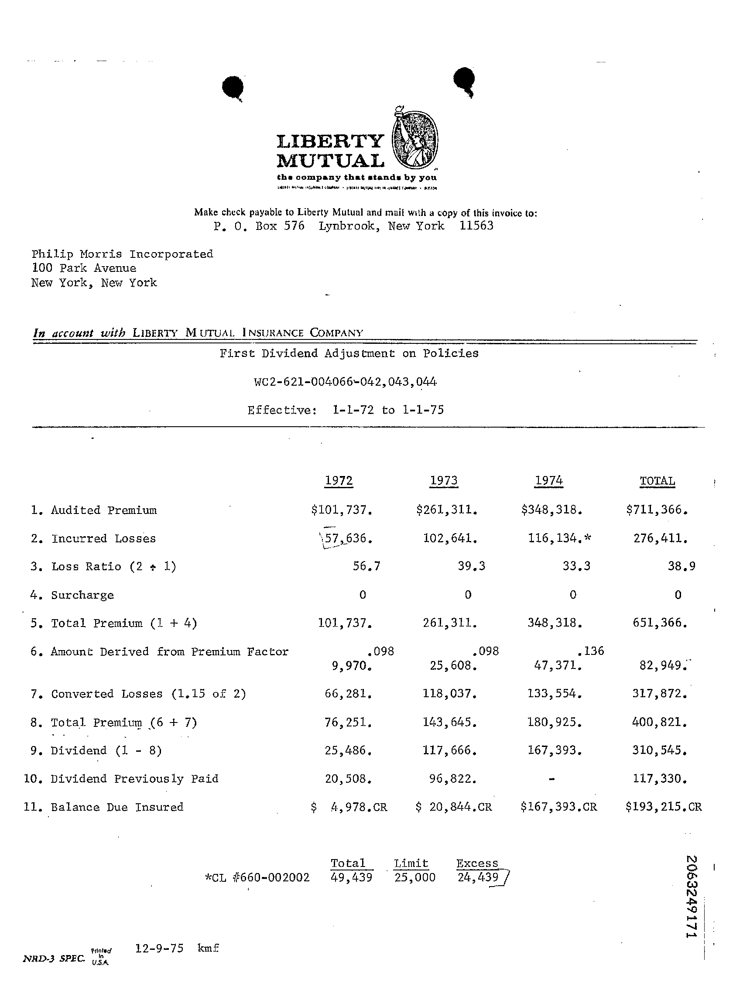 LIBERTY
MUTUAL
the company that stands by you
Make check payable to Liberty Mutual and mail with a copy of this invoice to:
P. O. Box 576 Lynbrook, New York 11563
Philip Morris Incorporated
100 Park Avenue
New York, New York
In account with LIBERTY MUTUAL INSURANCE COMPANY
First Dividend Adjustment on Policies
WC2-621-004066-042,043,044
Effective: 1-1-72 to 1-1-75
1972 1973 1974 TOTAL
1. Audited Premium $101,737. $261,311. $348,318. $711,366.
2. Incurred Losses 57,636. 102,641. 116,134.* 276,411.
3. Loss Ratio (2 ÷ 1) 56.7 39.3 33.3 38.9
4. Surcharge 0 0 0 0
5. Total Premium (1 + 4) 101,737. 261,311. 348,318. 651,366.
6. Amount Derived from Premium Factor .098 .098 .136
9,970. 25,608. 47,371. 82,949.
7. Converted Losses (1.15 of 2) 66,281. 118,037. 133,554. 317,872.
8. Total Premium (6 + 7) 76,251. 143,645. 180,925. 400,821.
9. Dividend (1 - 8) 25,486. 117,666. 167,393. 310,545.
10. Dividend Previously Paid 20,508. 96,822. - 117,330.
11. Balance Due Insured $ 4,978.CR $ 20,844.CR $167,393.CR $193,215.CR
Total Limit Excess
*CL #660-002002 49,439 25,000 24,439
2063249171
NRD-3 SPEC. Printed in U.S.A. 12-9-75 kmf